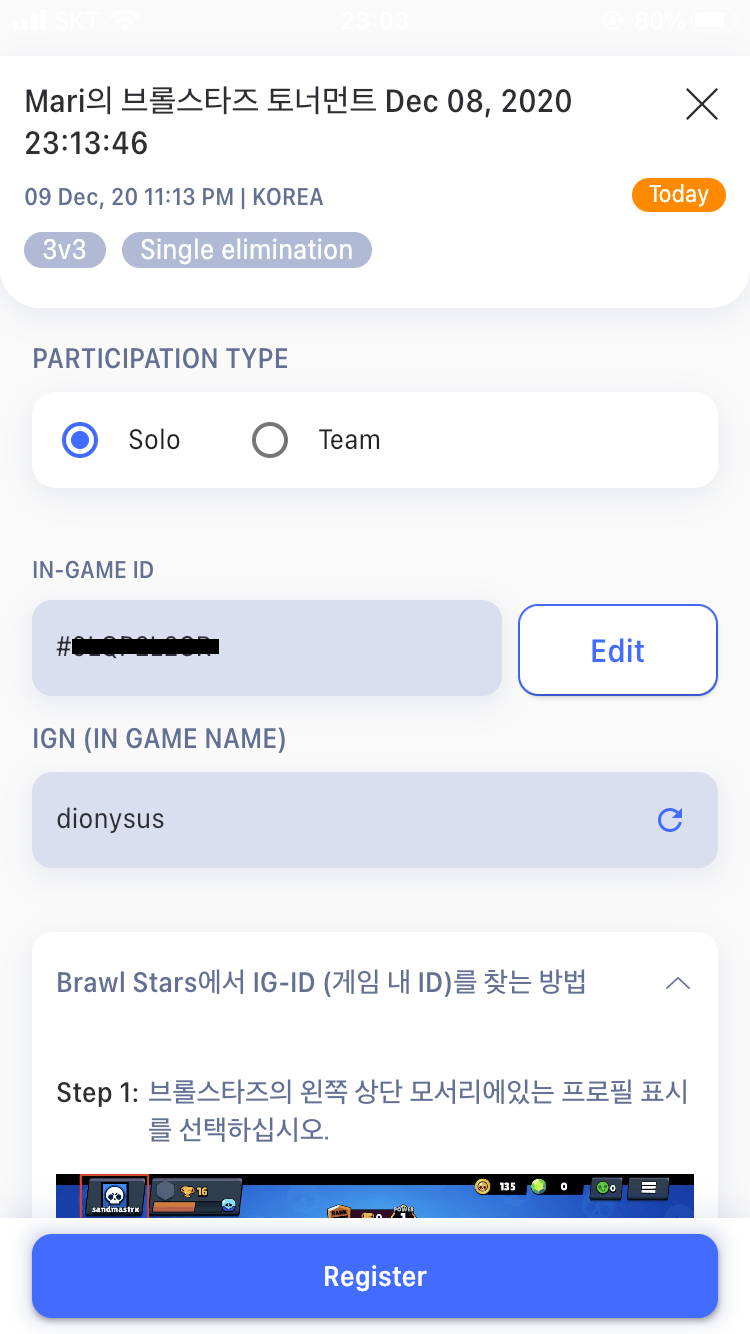 SKT
23:03
80%
Mari의 브롤스타즈 토너먼트 Dec 08, 2020
23:13:46
09 Dec, 20 11:13 PM | KOREA
Today
3v3
Single elimination
PARTICIPATION TYPE
Solo
Team
IN-GAME ID
#
Edit
IGN (IN GAME NAME)
dionysus
Brawl Stars에서 IG-ID (게임 내 ID)를 찾는 방법
Step 1: 브롤스타즈의 왼쪽 상단 모서리에있는 프로필 표시
를 선택하십시오.
16
135
0
0
sandmastrx
RANK
POWER
Register